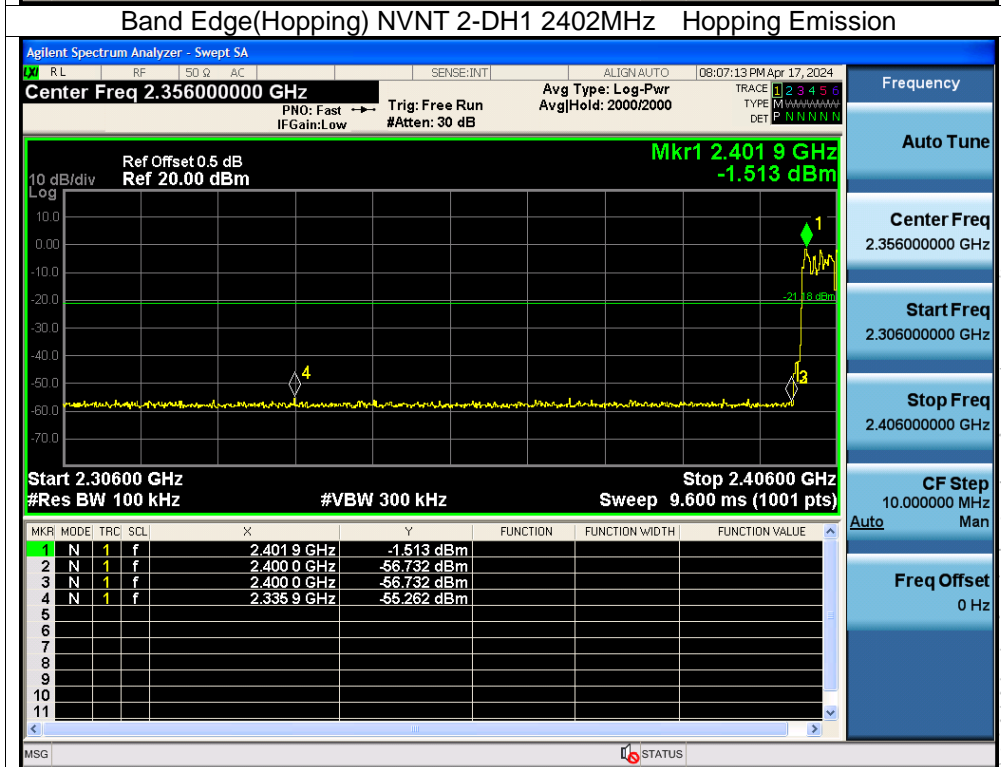 Band Edge(Hopping) NVNT 2-DH1 2402MHz Hopping Emission
Agilent Spectrum Analyzer - Swept SA
LXI RL RF 50 Ω AC SENSE:INT ALIGN AUTO 08:07:13 PM Apr 17, 2024
Center Freq 2.356000000 GHz
PNO: Fast
IFGain:Low
Trig: Free Run
#Atten: 30 dB
Avg Type: Log-Pwr
Avg|Hold: 2000/2000
TRACE 1 2 3 4 5 6
TYPE M WWWWW
DET P N N N N N
Ref Offset 0.5 dB
10 dB/div Ref 20.00 dBm
Log
Mkr1 2.401 9 GHz
-1.513 dBm
10.0
0.00
-10.0
-20.0
-30.0
-40.0
-50.0
-60.0
-70.0
1
-21.18 dBm
4
3
Start 2.30600 GHz Stop 2.40600 GHz
#Res BW 100 kHz #VBW 300 kHz Sweep 9.600 ms (1001 pts)
MKR MODE TRC SCL X Y FUNCTION FUNCTION WIDTH FUNCTION VALUE
1 N 1 f 2.401 9 GHz -1.513 dBm
2 N 1 f 2.400 0 GHz -56.732 dBm
3 N 1 f 2.400 0 GHz -56.732 dBm
4 N 1 f 2.335 9 GHz -55.262 dBm
5
6
7
8
9
10
11
MSG STATUS
Frequency
Auto Tune
Center Freq
2.356000000 GHz
Start Freq
2.306000000 GHz
Stop Freq
2.406000000 GHz
CF Step
10.000000 MHz
Auto Man
Freq Offset
0 Hz